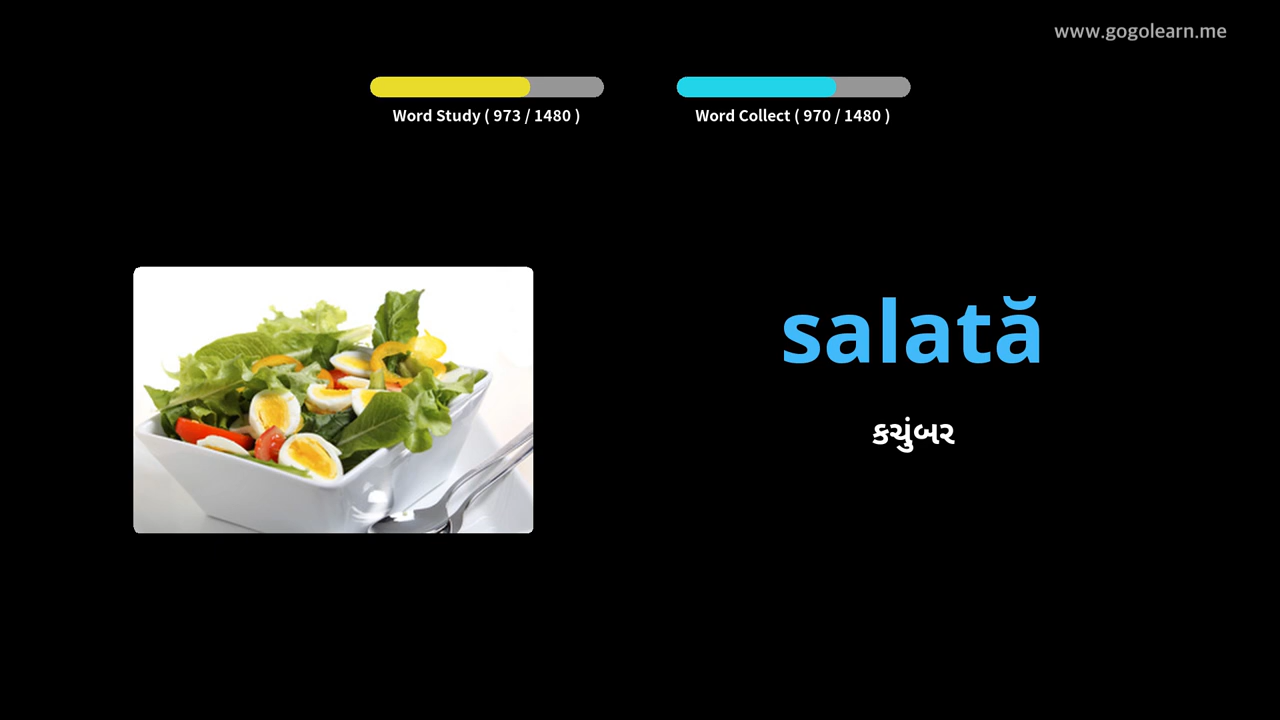 www.gogolearn.me
Word Study ( 973 / 1480 )
Word Collect ( 970 / 1480 )
salată
કચુંબર